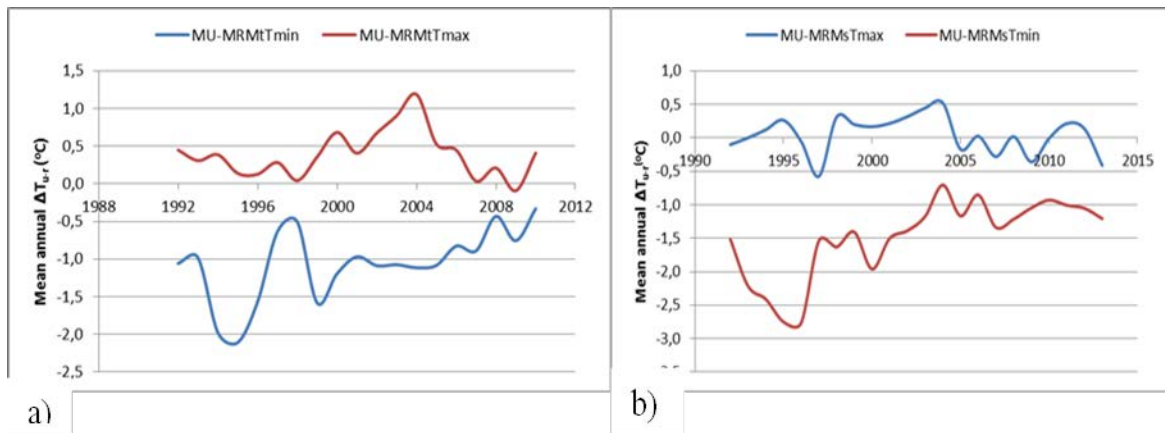 MU-MRMtTmin MU-MRMtTmax
Mean annual ΔTu-r (°C)
1,5
1,0
0,5
0,0
-0,5
-1,0
-1,5
-2,0
-2,5
1988 1992 1996 2000 2004 2008 2012
a)
MU-MRMsTmax MU-MRMsTmin
Mean annual ΔTu-r (°C)
1,0
0,5
0,0
-0,5
-1,0
-1,5
-2,0
-2,5
-3,0
1990 1995 2000 2005 2010 2015
b)